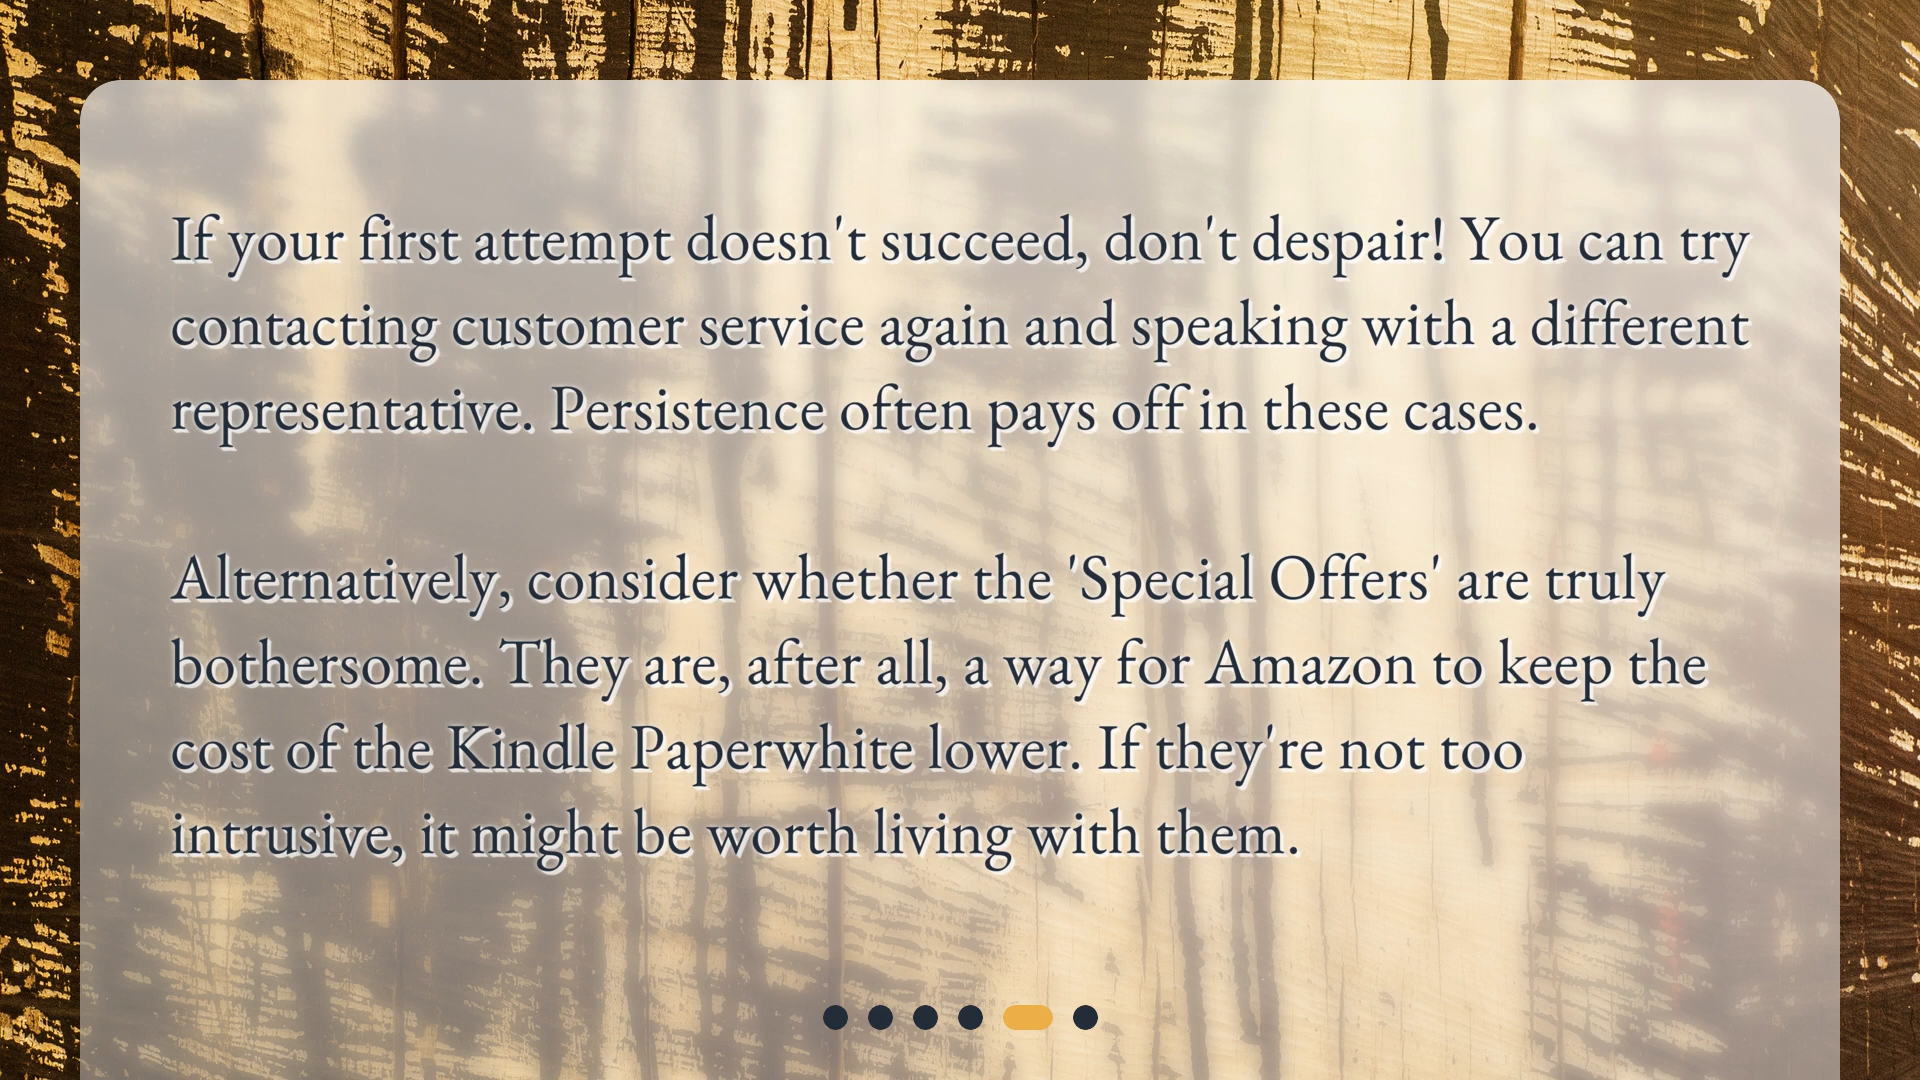 If your first attempt doesn't succeed, don't despair! You can try
contacting customer service again and speaking with a different
representative. Persistence often pays off in these cases.
Alternatively, consider whether the 'Special Offers' are truly
bothersome. They are, after all, a way for Amazon to keep the
cost of the Kindle Paperwhite lower. If they're not too
intrusive, it might be worth living with them.